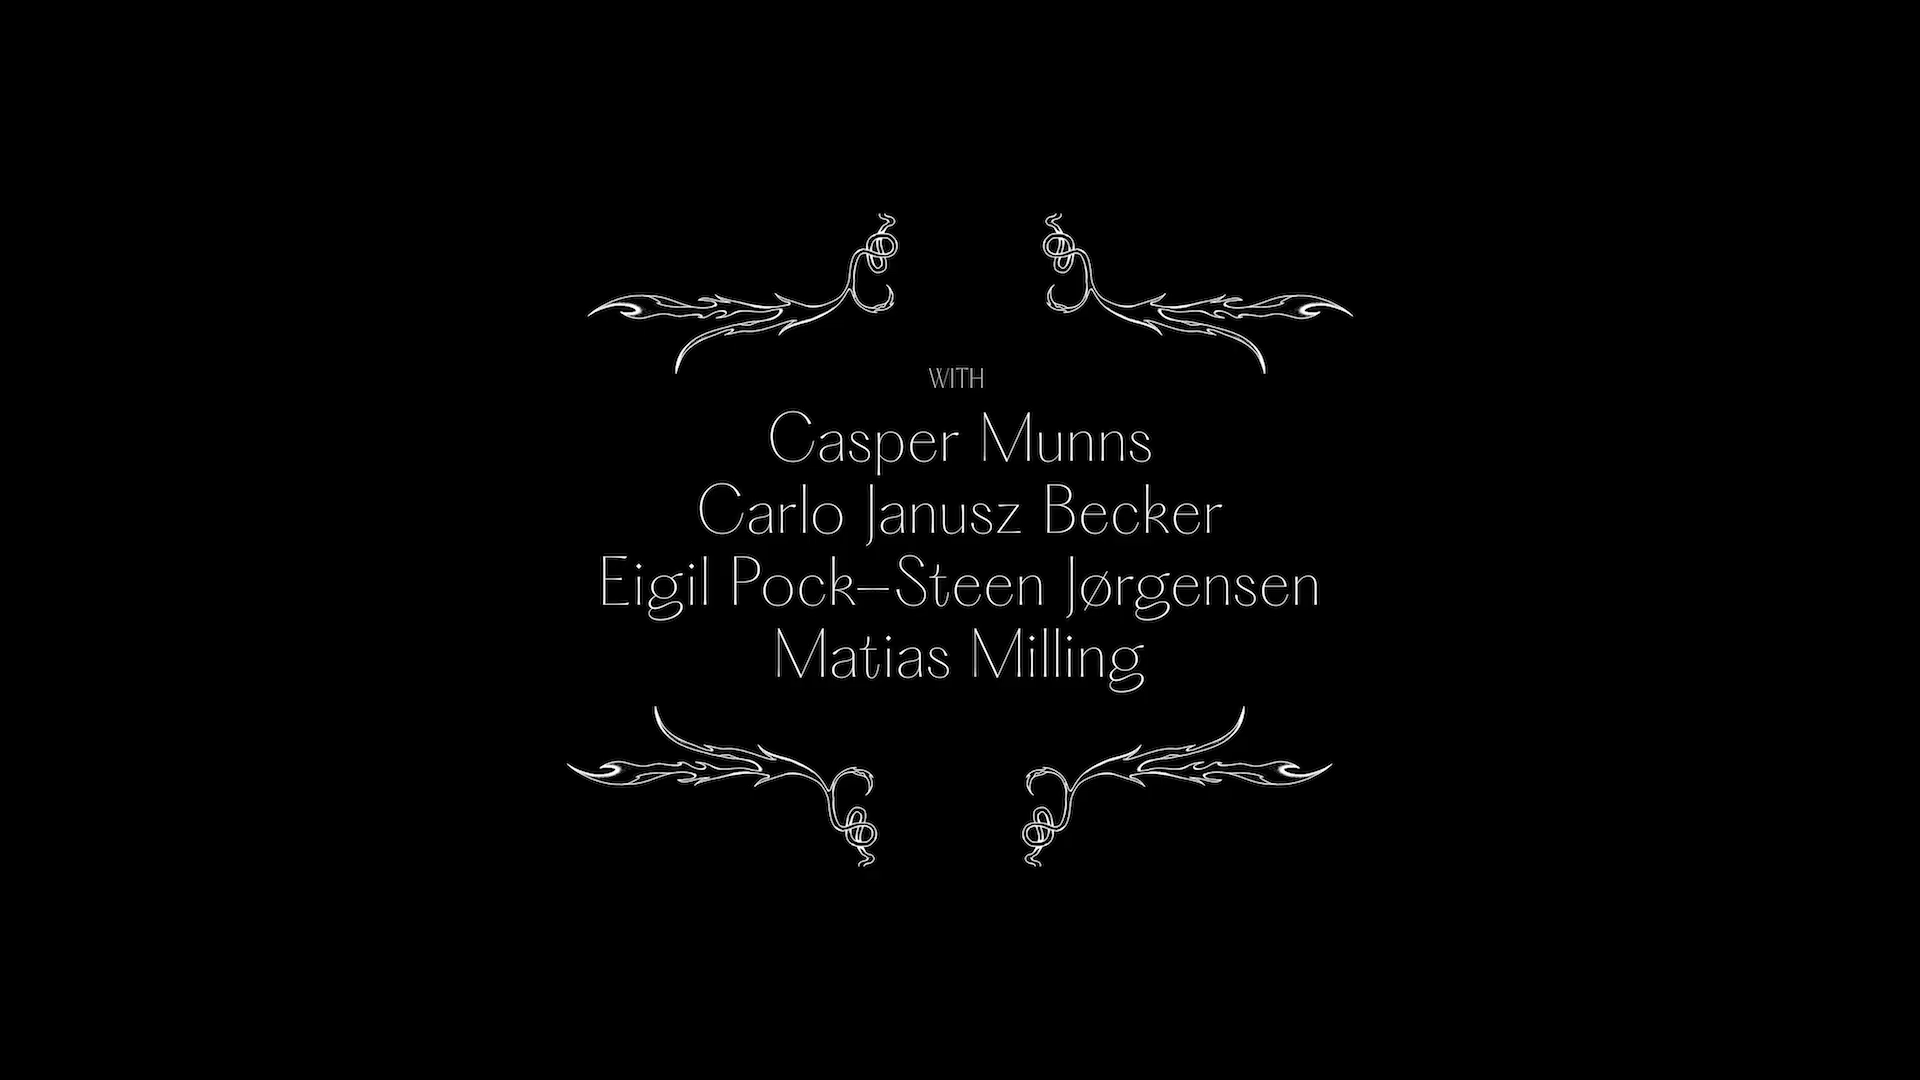 WITH
Casper Munns
Carlo Janusz Becker
Eigil Pock–Steen Jørgensen
Matias Milling